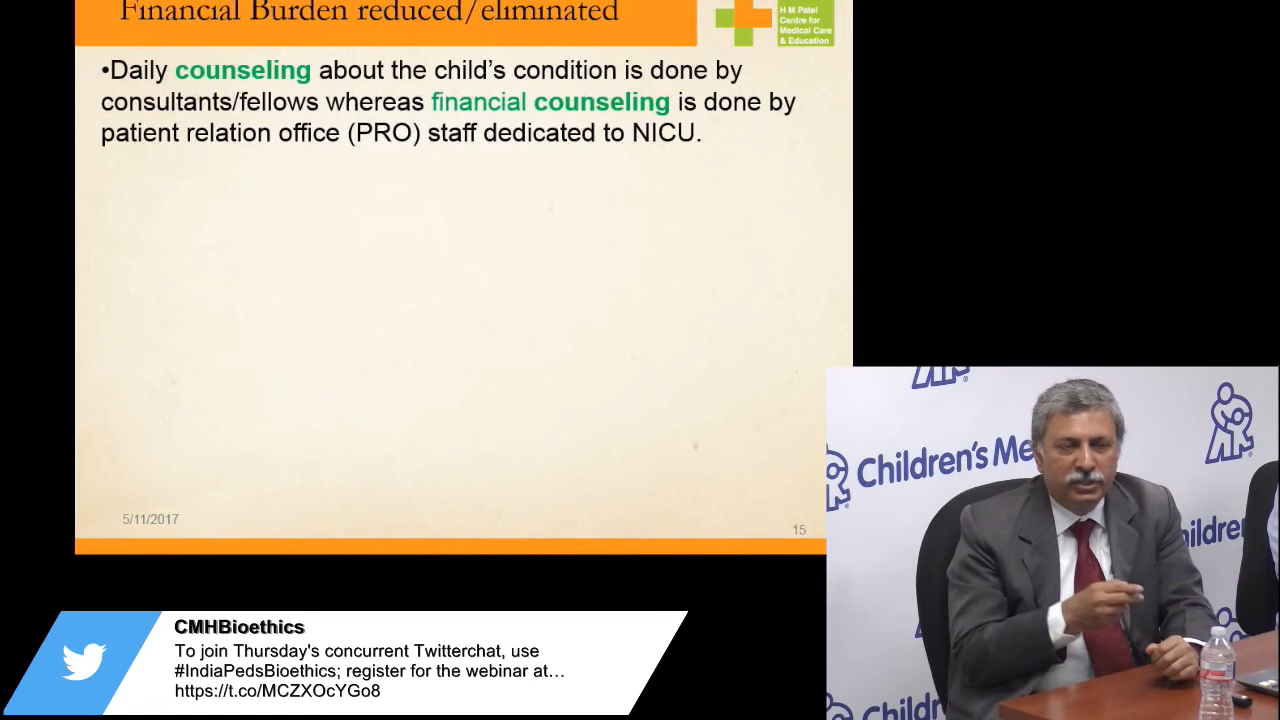 Financial Burden reduced/eliminated
H M Patel
Centre for
Medical Care
& Education
•Daily counseling about the child’s condition is done by
consultants/fellows whereas financial counseling is done by
patient relation office (PRO) staff dedicated to NICU.
5/11/2017
15
Children's Me
CMHBioethics
To join Thursday's concurrent Twitterchat, use
#IndiaPedsBioethics; register for the webinar at…
https://t.co/MCZXOcYGo8